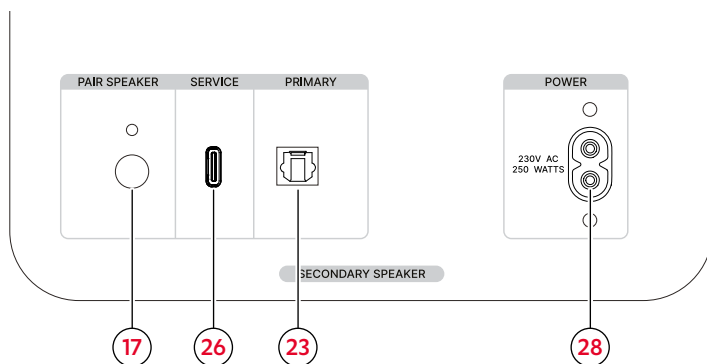 PAIR SPEAKER SERVICE PRIMARY POWER
230V AC
250 WATTS
SECONDARY SPEAKER
17 26 23 28